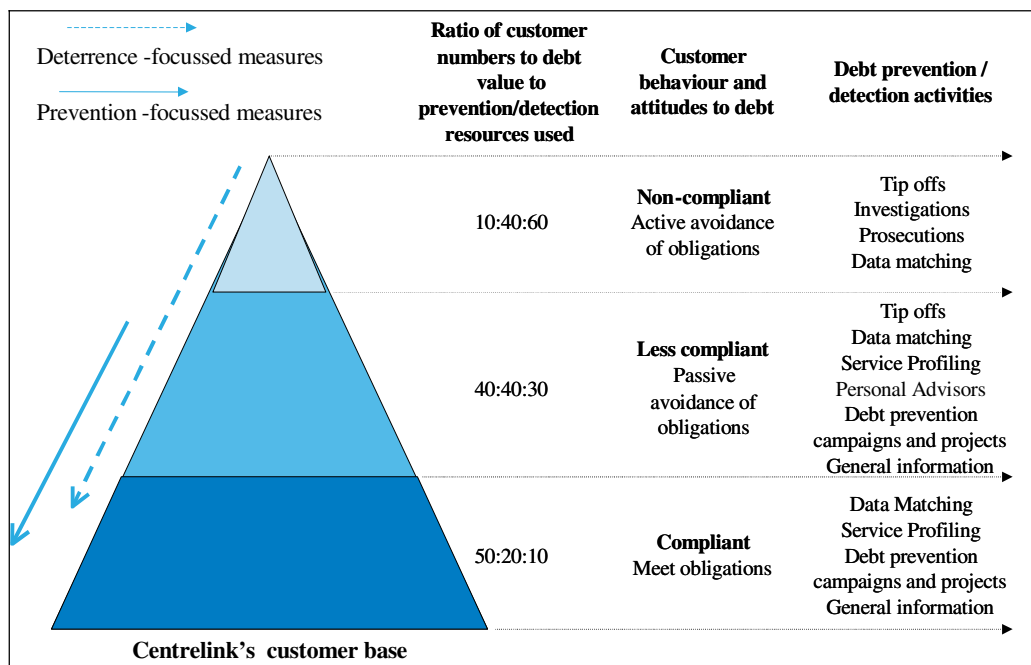 Deterrence -focussed measures
Prevention -focussed measures
Ratio of customer
numbers to debt
value to
prevention/detection
resources used
Customer
behaviour and
attitudes to debt
Debt prevention /
detection activities
10:40:60
Non-compliant
Active avoidance
of obligations
Tip offs
Investigations
Prosecutions
Data matching
40:40:30
Less compliant
Passive
avoidance of
obligations
Tip offs
Data matching
Service Profiling
Personal Advisors
Debt prevention
campaigns and projects
General information
50:20:10
Compliant
Meet obligations
Data Matching
Service Profiling
Debt prevention
campaigns and projects
General information
Centrelink's customer base